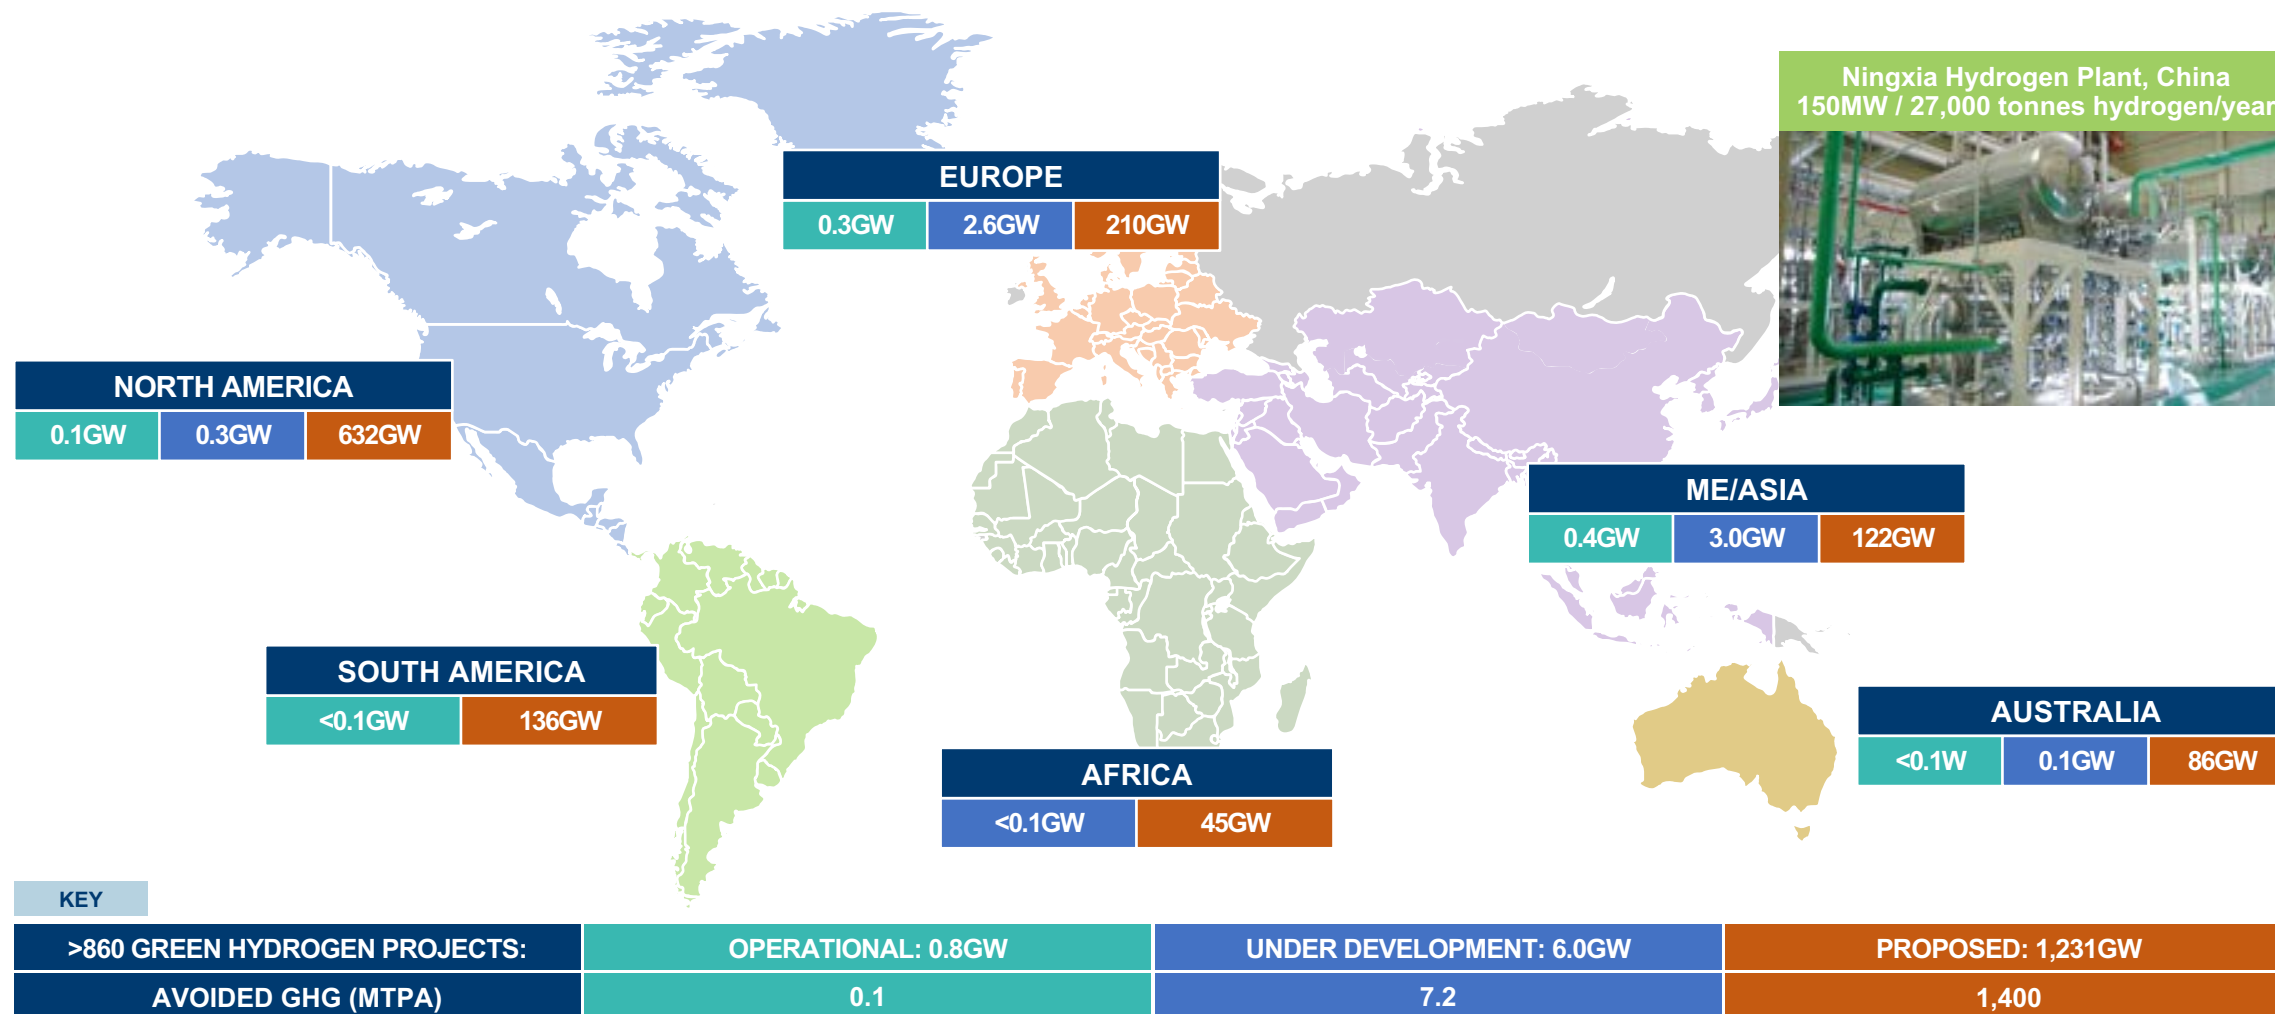 Ningxia Hydrogen Plant, China
150MW / 27,000 tonnes hydrogen/year
EUROPE
0.3GW 2.6GW 210GW
NORTH AMERICA
0.1GW 0.3GW 632GW
ME/ASIA
0.4GW 3.0GW 122GW
SOUTH AMERICA
<0.1GW 136GW
AUSTRALIA
<0.1W 0.1GW 86GW
AFRICA
<0.1GW 45GW
KEY
>860 GREEN HYDROGEN PROJECTS: OPERATIONAL: 0.8GW UNDER DEVELOPMENT: 6.0GW PROPOSED: 1,231GW
AVOIDED GHG (MTPA) 0.1 7.2 1,400